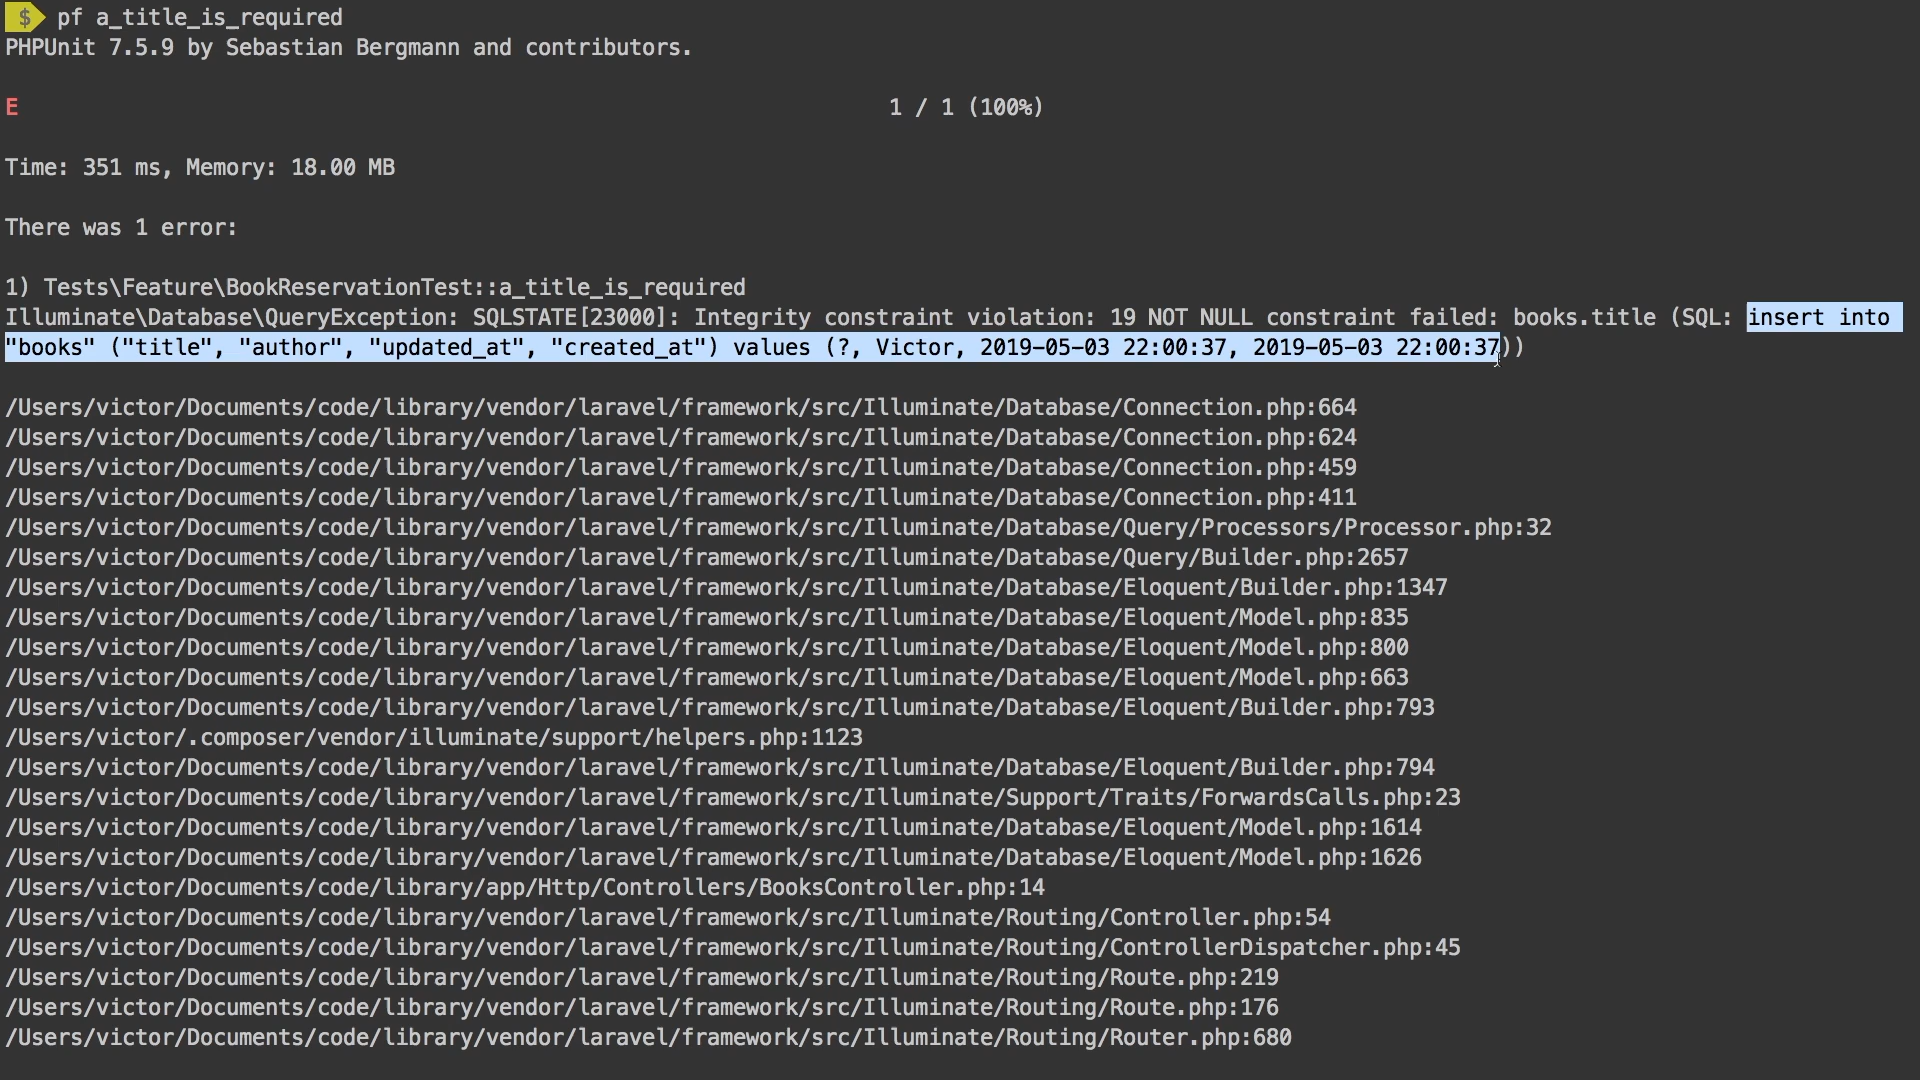 $ pf a_title_is_required
PHPUnit 7.5.9 by Sebastian Bergmann and contributors.
E 1 / 1 (100%)
Time: 351 ms, Memory: 18.00 MB
There was 1 error:
1) Tests\Feature\BookReservationTest::a_title_is_required
Illuminate\Database\QueryException: SQLSTATE[23000]: Integrity constraint violation: 19 NOT NULL constraint failed: books.title (SQL: insert into
"books" ("title", "author", "updated_at", "created_at") values (?, Victor, 2019-05-03 22:00:37, 2019-05-03 22:00:37))
/Users/victor/Documents/code/library/vendor/laravel/framework/src/Illuminate/Database/Connection.php:664
/Users/victor/Documents/code/library/vendor/laravel/framework/src/Illuminate/Database/Connection.php:624
/Users/victor/Documents/code/library/vendor/laravel/framework/src/Illuminate/Database/Connection.php:459
/Users/victor/Documents/code/library/vendor/laravel/framework/src/Illuminate/Database/Connection.php:411
/Users/victor/Documents/code/library/vendor/laravel/framework/src/Illuminate/Database/Query/Processors/Processor.php:32
/Users/victor/Documents/code/library/vendor/laravel/framework/src/Illuminate/Database/Query/Builder.php:2657
/Users/victor/Documents/code/library/vendor/laravel/framework/src/Illuminate/Database/Eloquent/Builder.php:1347
/Users/victor/Documents/code/library/vendor/laravel/framework/src/Illuminate/Database/Eloquent/Model.php:835
/Users/victor/Documents/code/library/vendor/laravel/framework/src/Illuminate/Database/Eloquent/Model.php:800
/Users/victor/Documents/code/library/vendor/laravel/framework/src/Illuminate/Database/Eloquent/Model.php:663
/Users/victor/Documents/code/library/vendor/laravel/framework/src/Illuminate/Database/Eloquent/Builder.php:793
/Users/victor/.composer/vendor/illuminate/support/helpers.php:1123
/Users/victor/Documents/code/library/vendor/laravel/framework/src/Illuminate/Database/Eloquent/Builder.php:794
/Users/victor/Documents/code/library/vendor/laravel/framework/src/Illuminate/Support/Traits/ForwardsCalls.php:23
/Users/victor/Documents/code/library/vendor/laravel/framework/src/Illuminate/Database/Eloquent/Model.php:1614
/Users/victor/Documents/code/library/vendor/laravel/framework/src/Illuminate/Database/Eloquent/Model.php:1626
/Users/victor/Documents/code/library/app/Http/Controllers/BooksController.php:14
/Users/victor/Documents/code/library/vendor/laravel/framework/src/Illuminate/Routing/Controller.php:54
/Users/victor/Documents/code/library/vendor/laravel/framework/src/Illuminate/Routing/ControllerDispatcher.php:45
/Users/victor/Documents/code/library/vendor/laravel/framework/src/Illuminate/Routing/Route.php:219
/Users/victor/Documents/code/library/vendor/laravel/framework/src/Illuminate/Routing/Route.php:176
/Users/victor/Documents/code/library/vendor/laravel/framework/src/Illuminate/Routing/Router.php:680